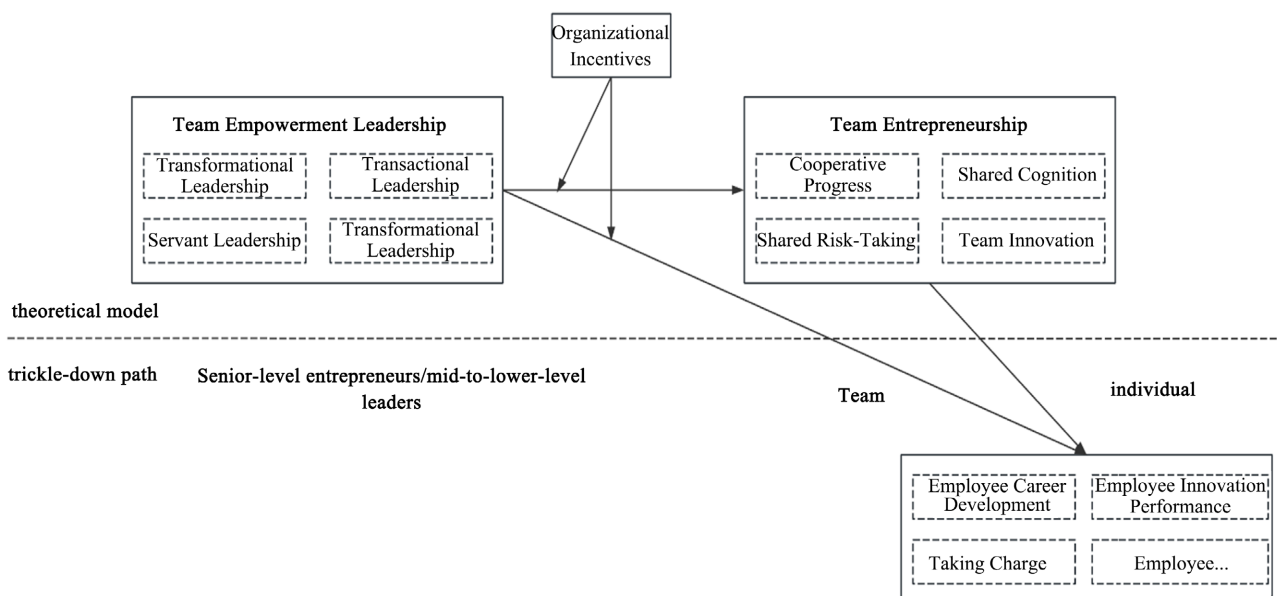 Organizational
Incentives
Team Empowerment Leadership
Transformational
Leadership
Transactional
Leadership
Servant Leadership
Transformational
Leadership
Team Entrepreneurship
Cooperative
Progress
Shared Cognition
Shared Risk-Taking
Team Innovation
theoretical model
trickle-down path
Senior-level entrepreneurs/mid-to-lower-level
leaders
Team
individual
Employee Career
Development
Employee Innovation
Performance
Taking Charge
Employee...